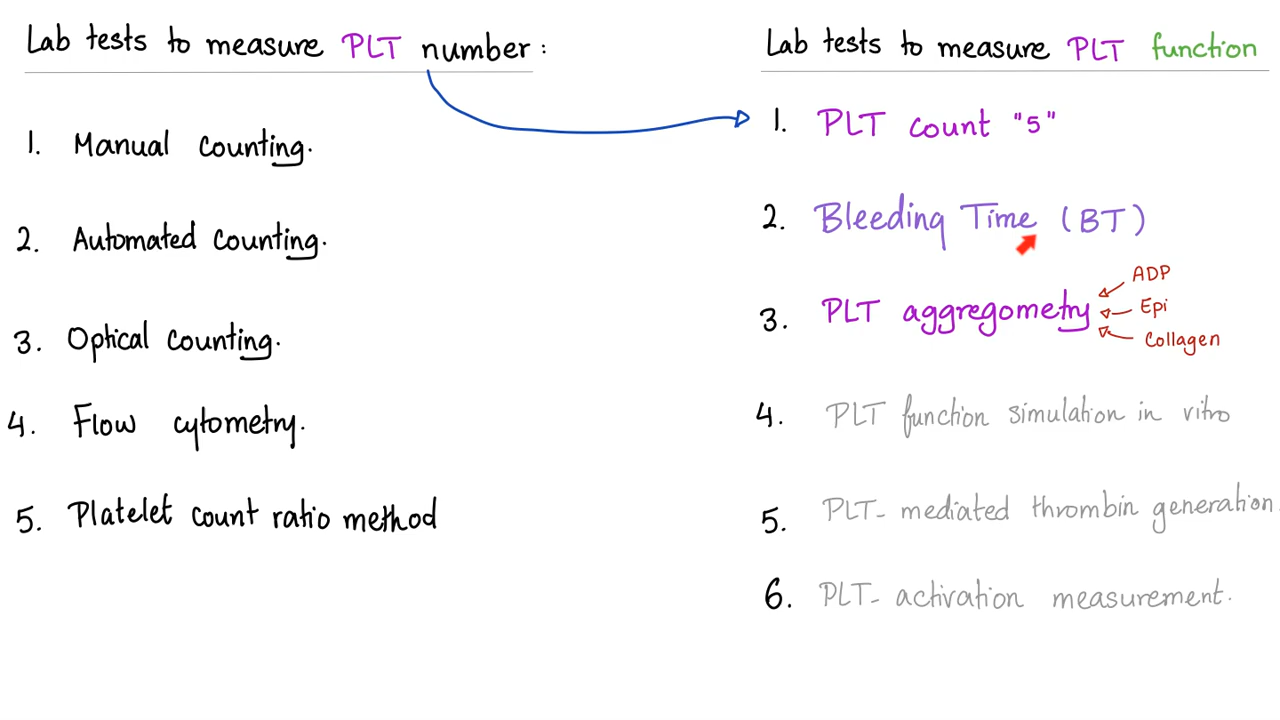 Lab tests to measure PLT number:
1. Manual counting.
2. Automated counting.
3. Optical counting.
4. Flow cytometry.
5. Platelet count ratio method
Lab tests to measure PLT function
1. PLT count "5"
2. Bleeding Time (BT)
3. PLT aggregometry
ADP
Epi
Collagen
4. PLT function simulation in vitro
5. PLT- mediated thrombin generation.
6. PLT- activation measurement.